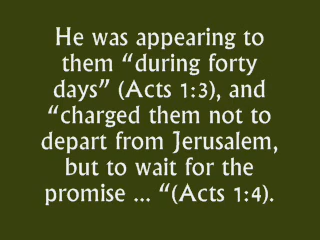 He was appearing to
them “during forty
days” (Acts 1:3), and
“charged them not to
depart from Jerusalem,
but to wait for the
promise ... “(Acts 1:4).